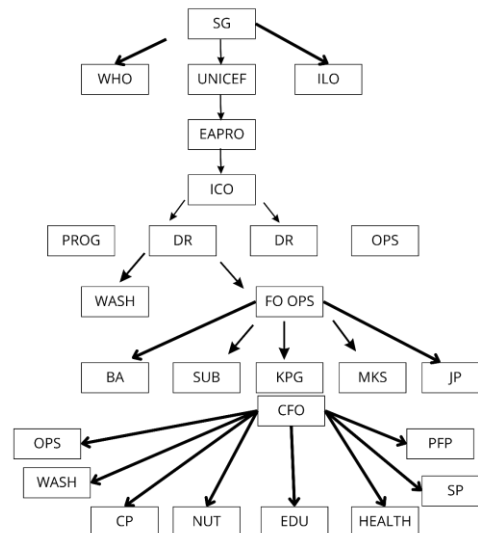 SG
WHO UNICEF ILO
EAPRO
ICO
PROG DR DR OPS
WASH FO OPS
BA SUB KPG MKS JP
CFO
OPS PFP
WASH SP
CP NUT EDU HEALTH